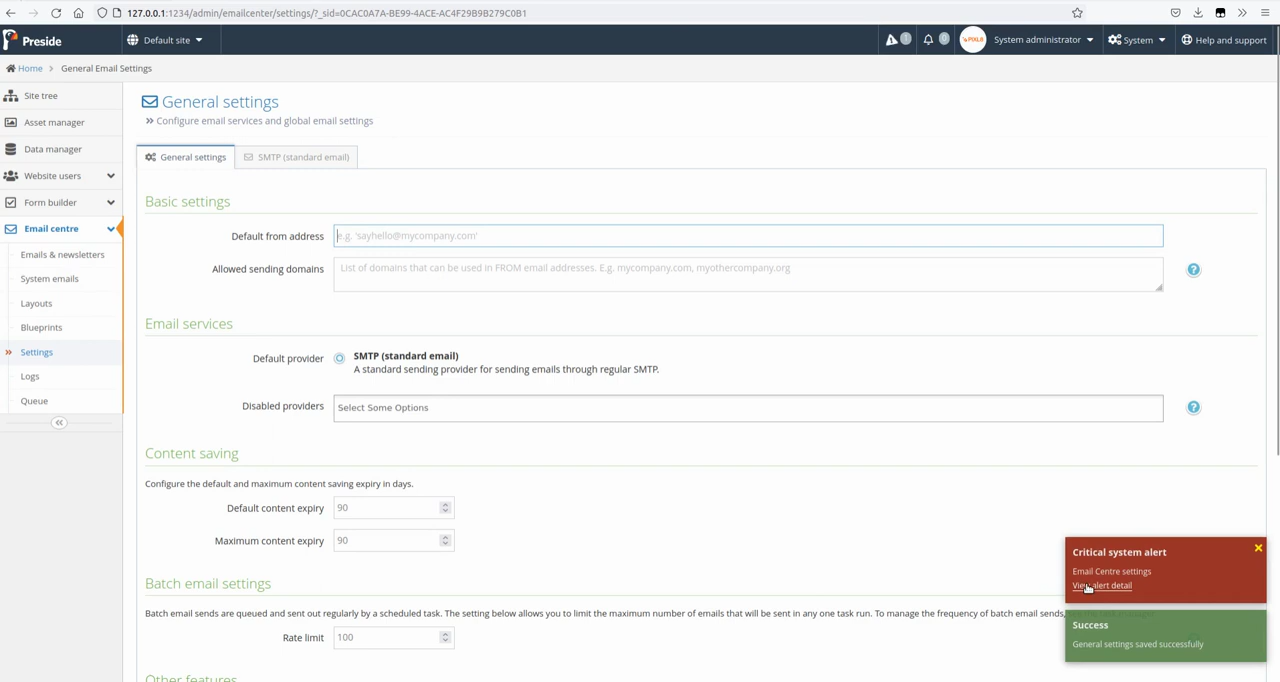 127.0.0.1:1234/admin/emailcenter/settings/?_sid=0CAC0A7A-BE99-4ACE-AC4F29B9B279C0B1
Preside
Default site
1
0
PIXL8
System administrator
System
Help and support
Home > General Email Settings
Site tree
Asset manager
Data manager
Website users
Form builder
Email centre
Emails & newsletters
System emails
Layouts
Blueprints
Settings
Logs
Queue
General settings
Configure email services and global email settings
General settings
SMTP (standard email)
Basic settings
Default from address
e.g. 'sayhello@mycompany.com'
Allowed sending domains
List of domains that can be used in FROM email addresses. E.g. mycompany.com, myothercompany.org
Email services
Default provider
SMTP (standard email)
A standard sending provider for sending emails through regular SMTP.
Disabled providers
Select Some Options
Content saving
Configure the default and maximum content saving expiry in days.
Default content expiry
90
Maximum content expiry
90
Batch email settings
Batch email sends are queued and sent out regularly by a scheduled task. The setting below allows you to limit the maximum number of emails that will be sent in any one task run. To manage the frequency of batch email sends,
Rate limit
100
Other features
Critical system alert
Email Centre settings
View alert detail
Success
General settings saved successfully